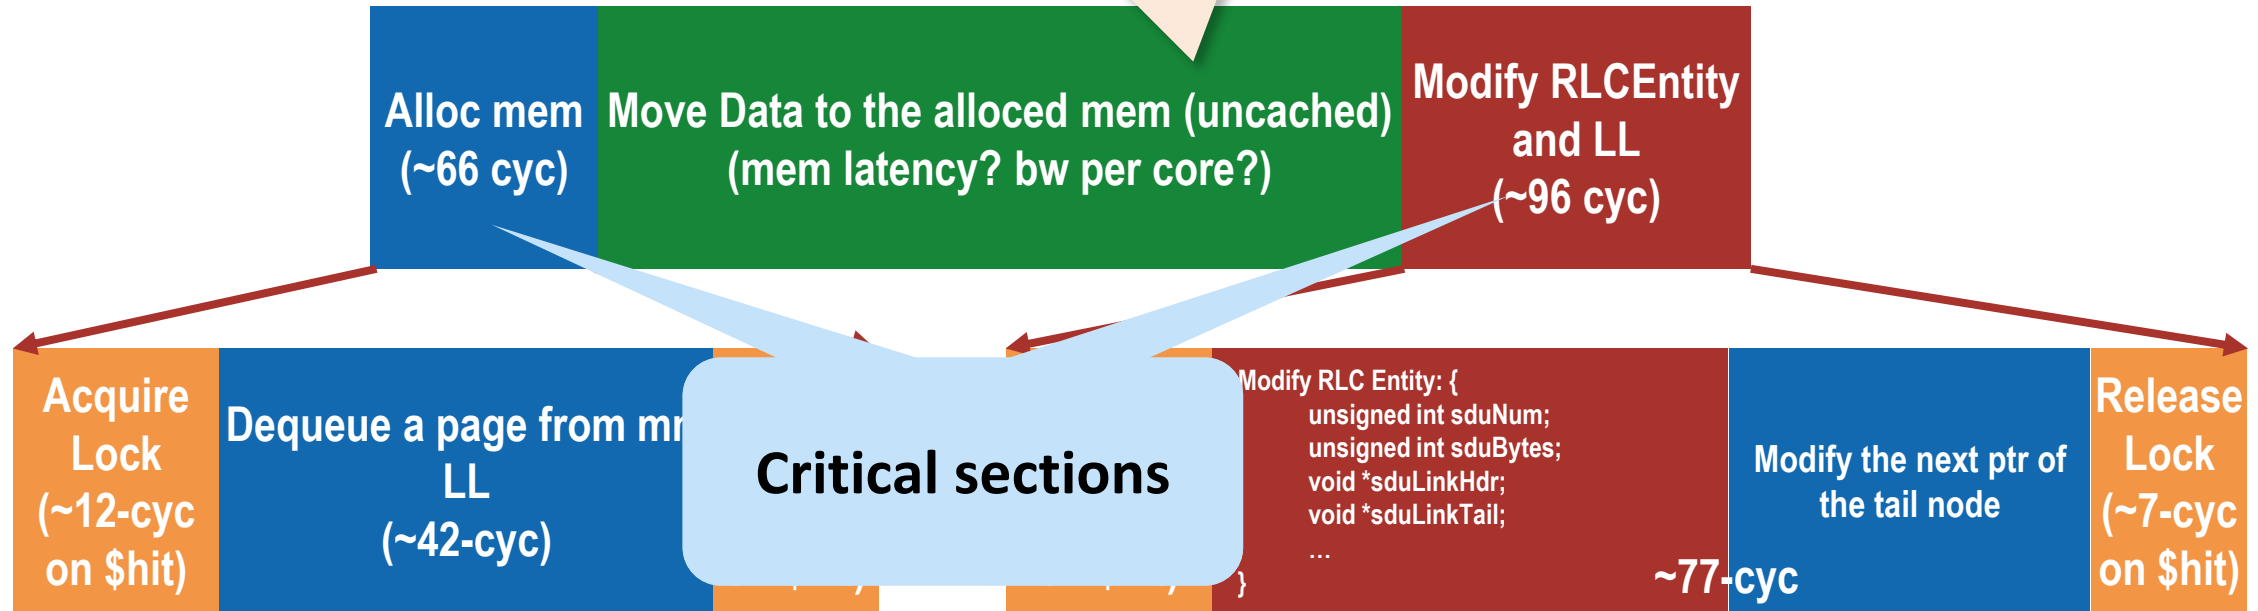 Alloc mem
(~66 cyc)
Move Data to the alloced mem (uncached)
(mem latency? bw per core?)
Modify RLCEntity
and LL
(~96 cyc)
Acquire
Lock
(~12-cyc
on $hit)
Dequeue a page from
LL
(~42-cyc)
Critical sections
Modify RLC Entity: {
unsigned int sduNum;
unsigned int sduBytes;
void *sduLinkHdr;
void *sduLinkTail;
...
}
~77-cyc
Modify the next ptr of
the tail node
Release
Lock
(~7-cyc
on $hit)